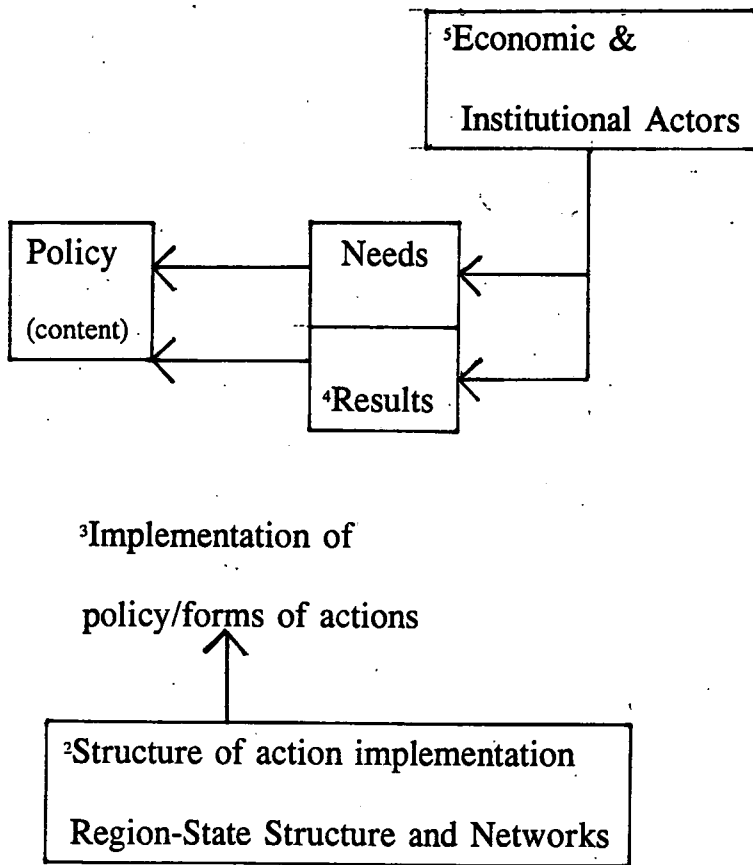 ⁵Economic &
Institutional Actors
Policy
(content)
Needs
⁴Results
³Implementation of
policy/forms of actions
²Structure of action implementation
Region-State Structure and Networks